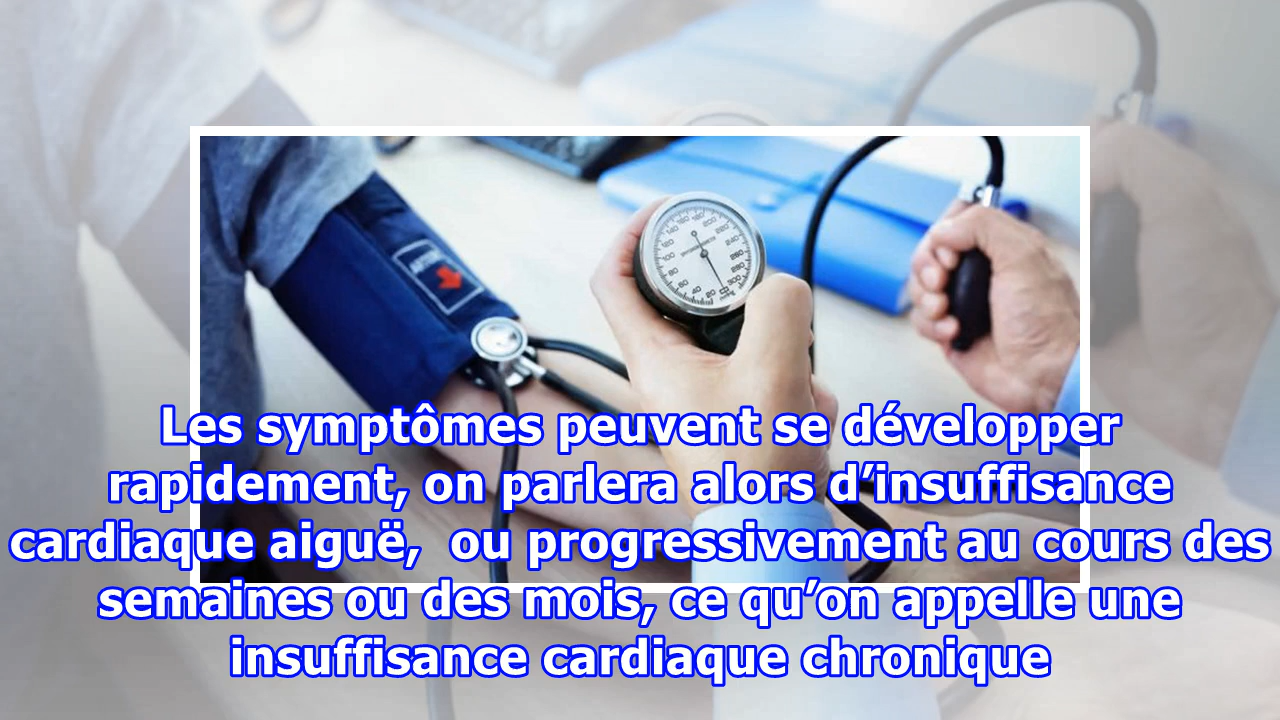 Les symptômes peuvent se développer
rapidement, on parlera alors d’insuffisance
cardiaque aiguë,  ou progressivement au cours des
semaines ou des mois, ce qu’on appelle une
insuffisance cardiaque chronique